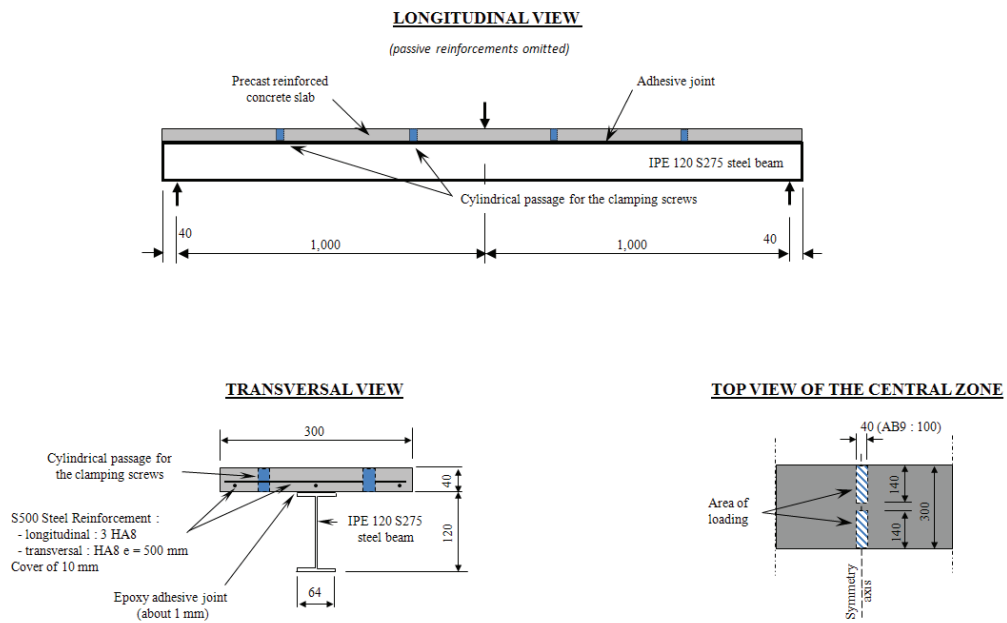 LONGITUDINAL VIEW
(passive reinforcements omitted)
Precast reinforced
concrete slab
Adhesive joint
IPE 120 S275 steel beam
Cylindrical passage for the clamping screws
40
1,000
1,000
40
TRANSVERSAL VIEW
300
Cylindrical passage for
the clamping screws
40
S500 Steel Reinforcement :
- longitudinal : 3 HA8
- transversal : HA8 e = 500 mm
Cover of 10 mm
IPE 120 S275
steel beam
120
64
Epoxy adhesive joint
(about 1 mm)
TOP VIEW OF THE CENTRAL ZONE
40 (AB9 : 100)
Area of
loading
140
140
300
Symmetry
axis